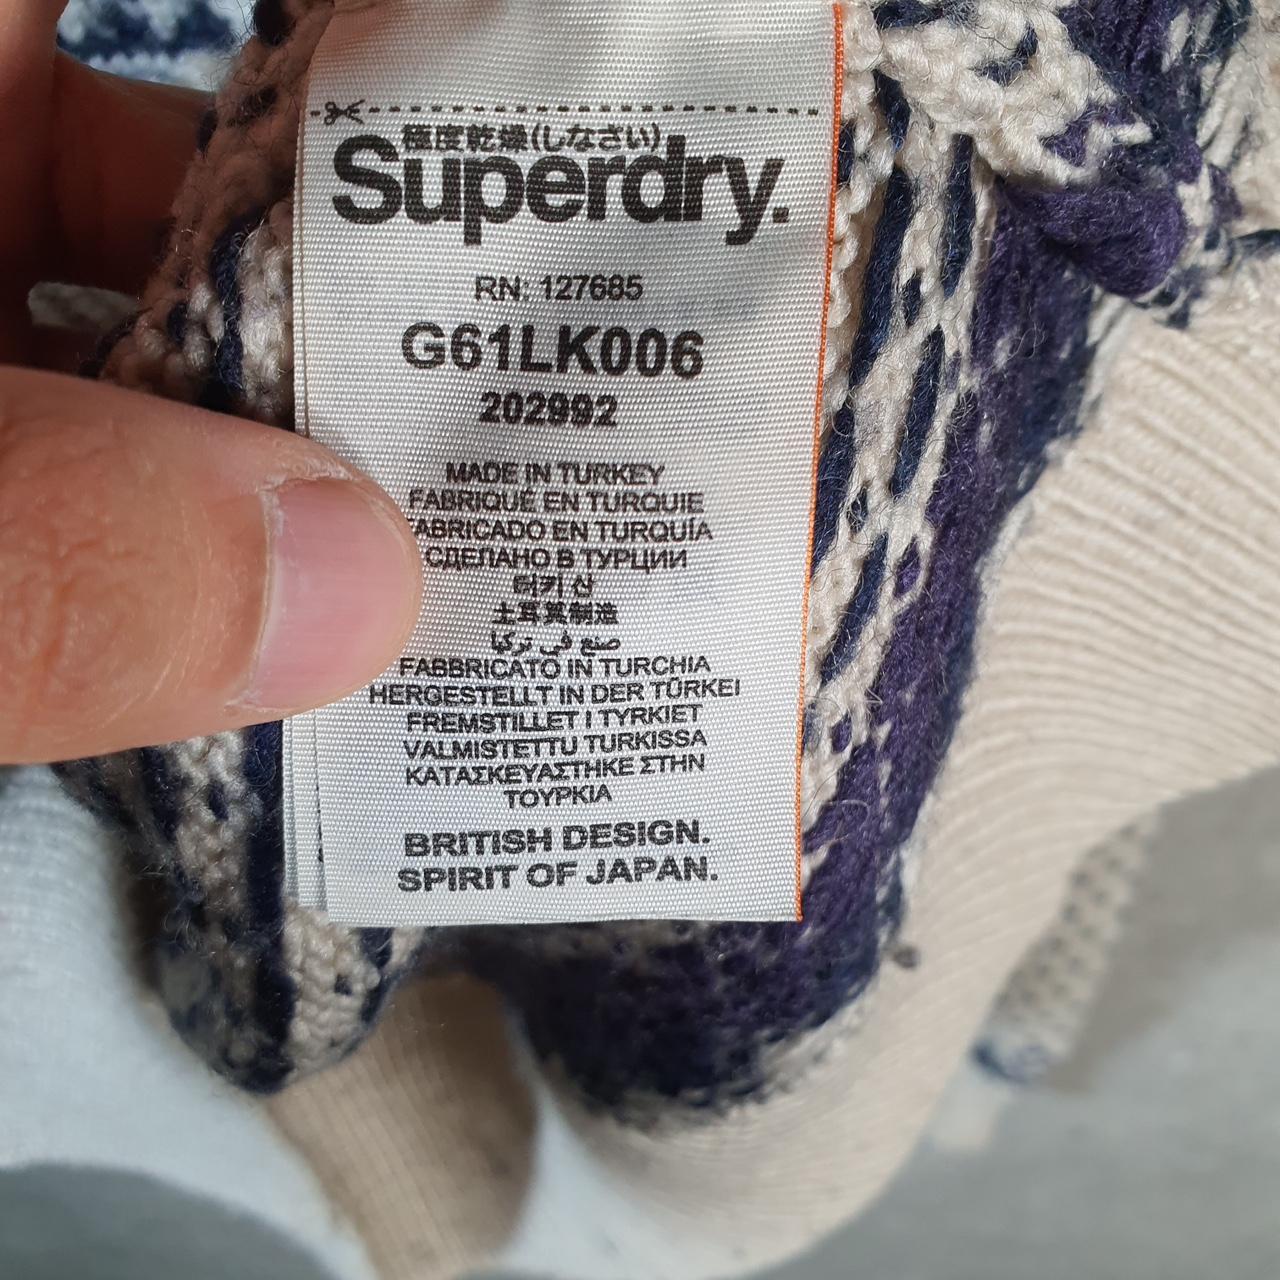 極度乾燥(しなさい)
Superdry.
RN: 127685
G61LK006
202992
MADE IN TURKEY
FABRIQUÉ EN TURQUIE
FABRICADO EN TURQUÍA
СДЕЛАНО В ТУРЦИИ
터키 산
土耳其制造
صنع في تركيا
FABBRICATO IN TURCHIA
HERGESTELLT IN DER TÜRKEI
FREMSTILLET I TYRKIET
VALMISTETTU TURKISSA
ΚΑΤΑΣΚΕΥΑΣΤΗΚΕ ΣΤΗΝ
ΤΟΥΡΚΙΑ
BRITISH DESIGN.
SPIRIT OF JAPAN.